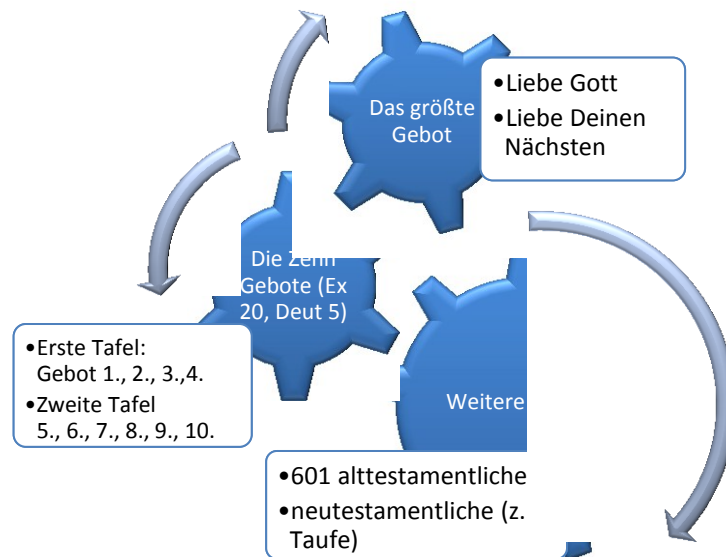 Das größte
Gebot
•Liebe Gott
•Liebe Deinen
Nächsten
Die Zehn
Gebote (Ex
20, Deut 5)
•Erste Tafel:
Gebot 1., 2., 3.,4.
•Zweite Tafel
5., 6., 7., 8., 9., 10.
Weitere
•601 alttestamentliche
•neutestamentliche (z.
Taufe)